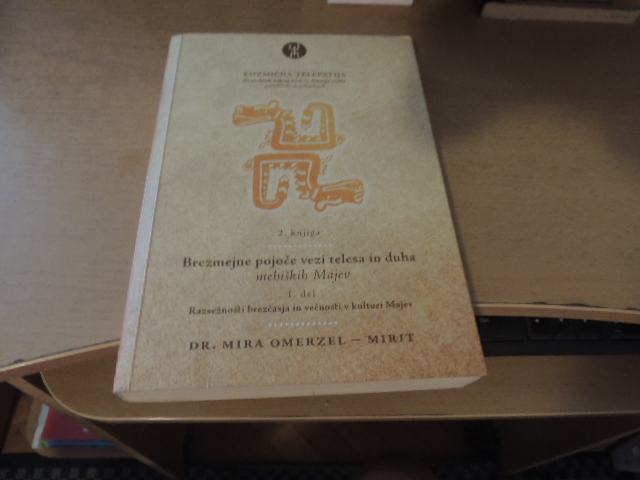 KOZMIČNA TELEPATIJA
2. knjiga
Brezmejne pojoče vezi telesa in duha
mehiških Majev
1. del
Razsežnosti brezčasja in večnosti v kulturi Majev
DR. MIRA OMERZEL – MIRIT